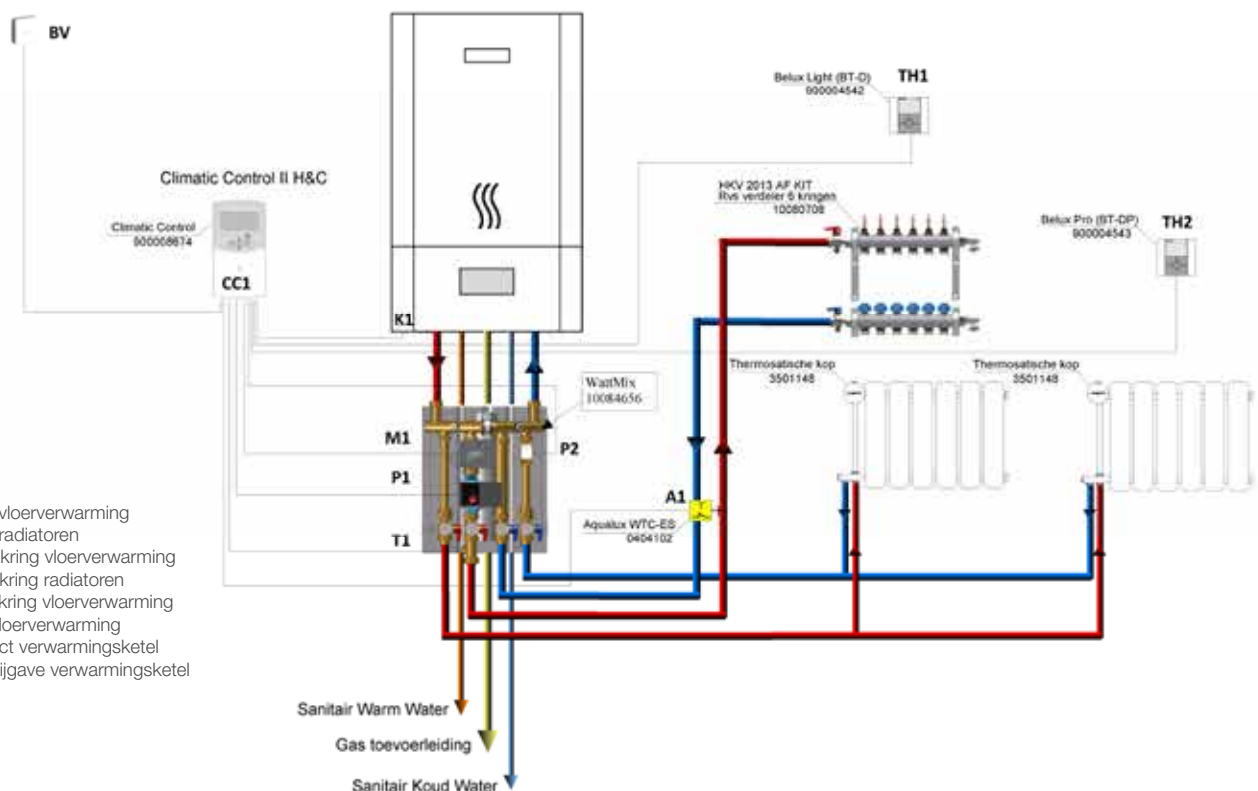 BV
Belux Light (BT-D)
900004542
TH1
Climatic Control II H&C
Climatic Control
900008674
CC1
HKV 2013 AF KIT
Rvs verdeler 6 kringen
10080708
Belux Pro (BT-DP)
900004543
TH2
K1
Thermosatische kop
3501148
Thermosatische kop
3501148
WattMix
10084656
M1
P2
P1
A1
Aqualux WTC-ES
0404102
T1
vloerverwarming
radiatoren
kring vloerverwarming
kring radiatoren
kring vloerverwarming
loerverwarming
ct verwarmingsketel
ijgave verwarmingsketel
Sanitair Warm Water
Gas toevoerleiding
Sanitair Koud Water